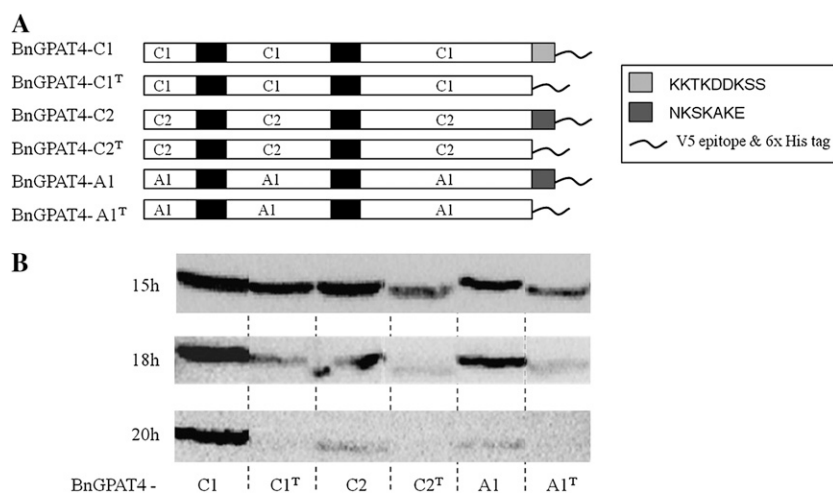 A
BnGPAT4-C1 C1 C1 C1
BnGPAT4-C1ᵀ C1 C1 C1
BnGPAT4-C2 C2 C2 C2
BnGPAT4-C2ᵀ C2 C2 C2
BnGPAT4-A1 A1 A1 A1
BnGPAT4- A1ᵀ A1 A1 A1
KKTKDDKSS
NKSKAKE
V5 epitope & 6x His tag
B
15h
18h
20h
BnGPAT4 - C1 C1ᵀ C2 C2ᵀ A1 A1ᵀ